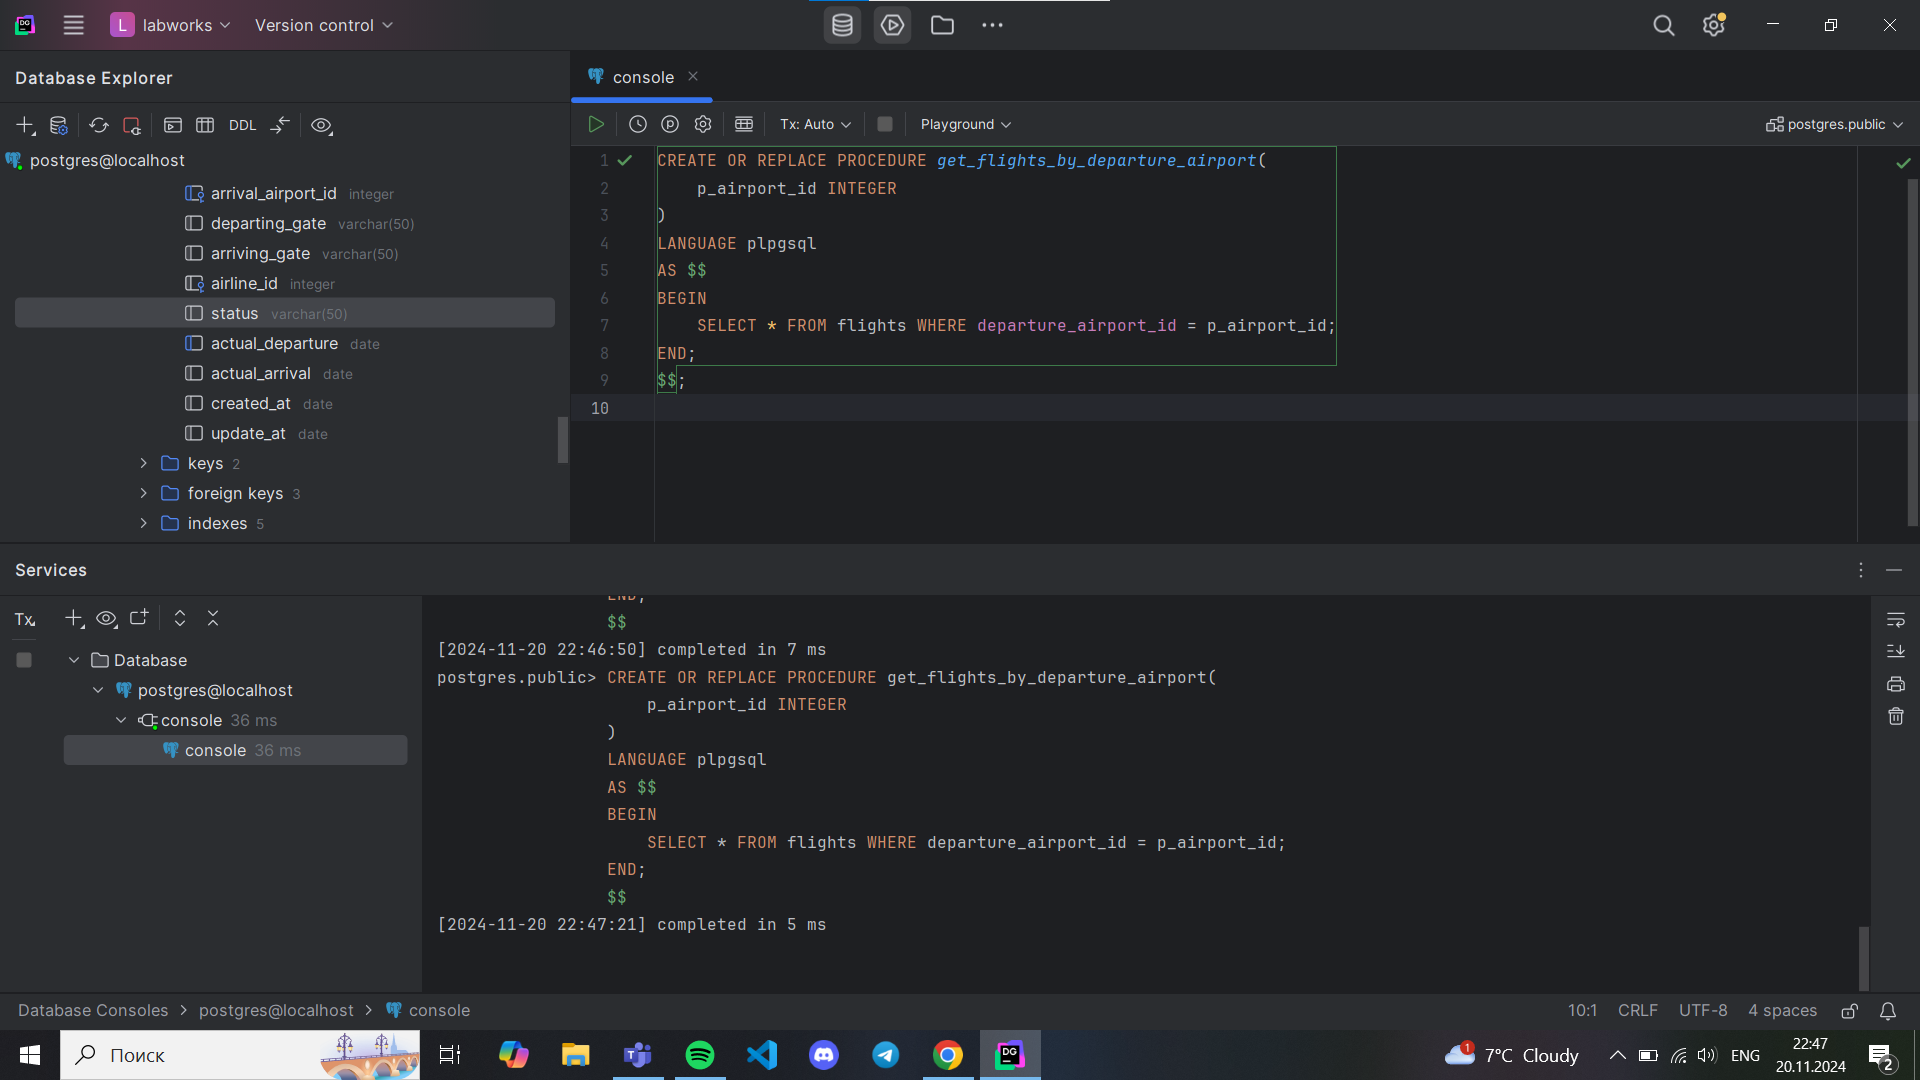 L labworks Version control
Database Explorer
console
DDL
Tx: Auto Playground postgres.public
postgres@localhost
arrival_airport_id integer
departing_gate varchar(50)
arriving_gate varchar(50)
airline_id integer
status varchar(50)
actual_departure date
actual_arrival date
created_at date
update_at date
keys 2
foreign keys 3
indexes 5
1 CREATE OR REPLACE PROCEDURE get_flights_by_departure_airport(
2 p_airport_id INTEGER
3 )
4 LANGUAGE plpgsql
5 AS $$
6 BEGIN
7 SELECT * FROM flights WHERE departure_airport_id = p_airport_id;
8 END;
9 $$;
10
Services
Tx
Database
postgres@localhost
console 36 ms
console 36 ms
END;
$$
[2024-11-20 22:46:50] completed in 7 ms
postgres.public> CREATE OR REPLACE PROCEDURE get_flights_by_departure_airport(
p_airport_id INTEGER
)
LANGUAGE plpgsql
AS $$
BEGIN
SELECT * FROM flights WHERE departure_airport_id = p_airport_id;
END;
$$
[2024-11-20 22:47:21] completed in 5 ms
Database Consoles > postgres@localhost > console
10:1 CRLF UTF-8 4 spaces
Поиск
DG
1 7°C Cloudy
ENG
22:47
20.11.2024
2